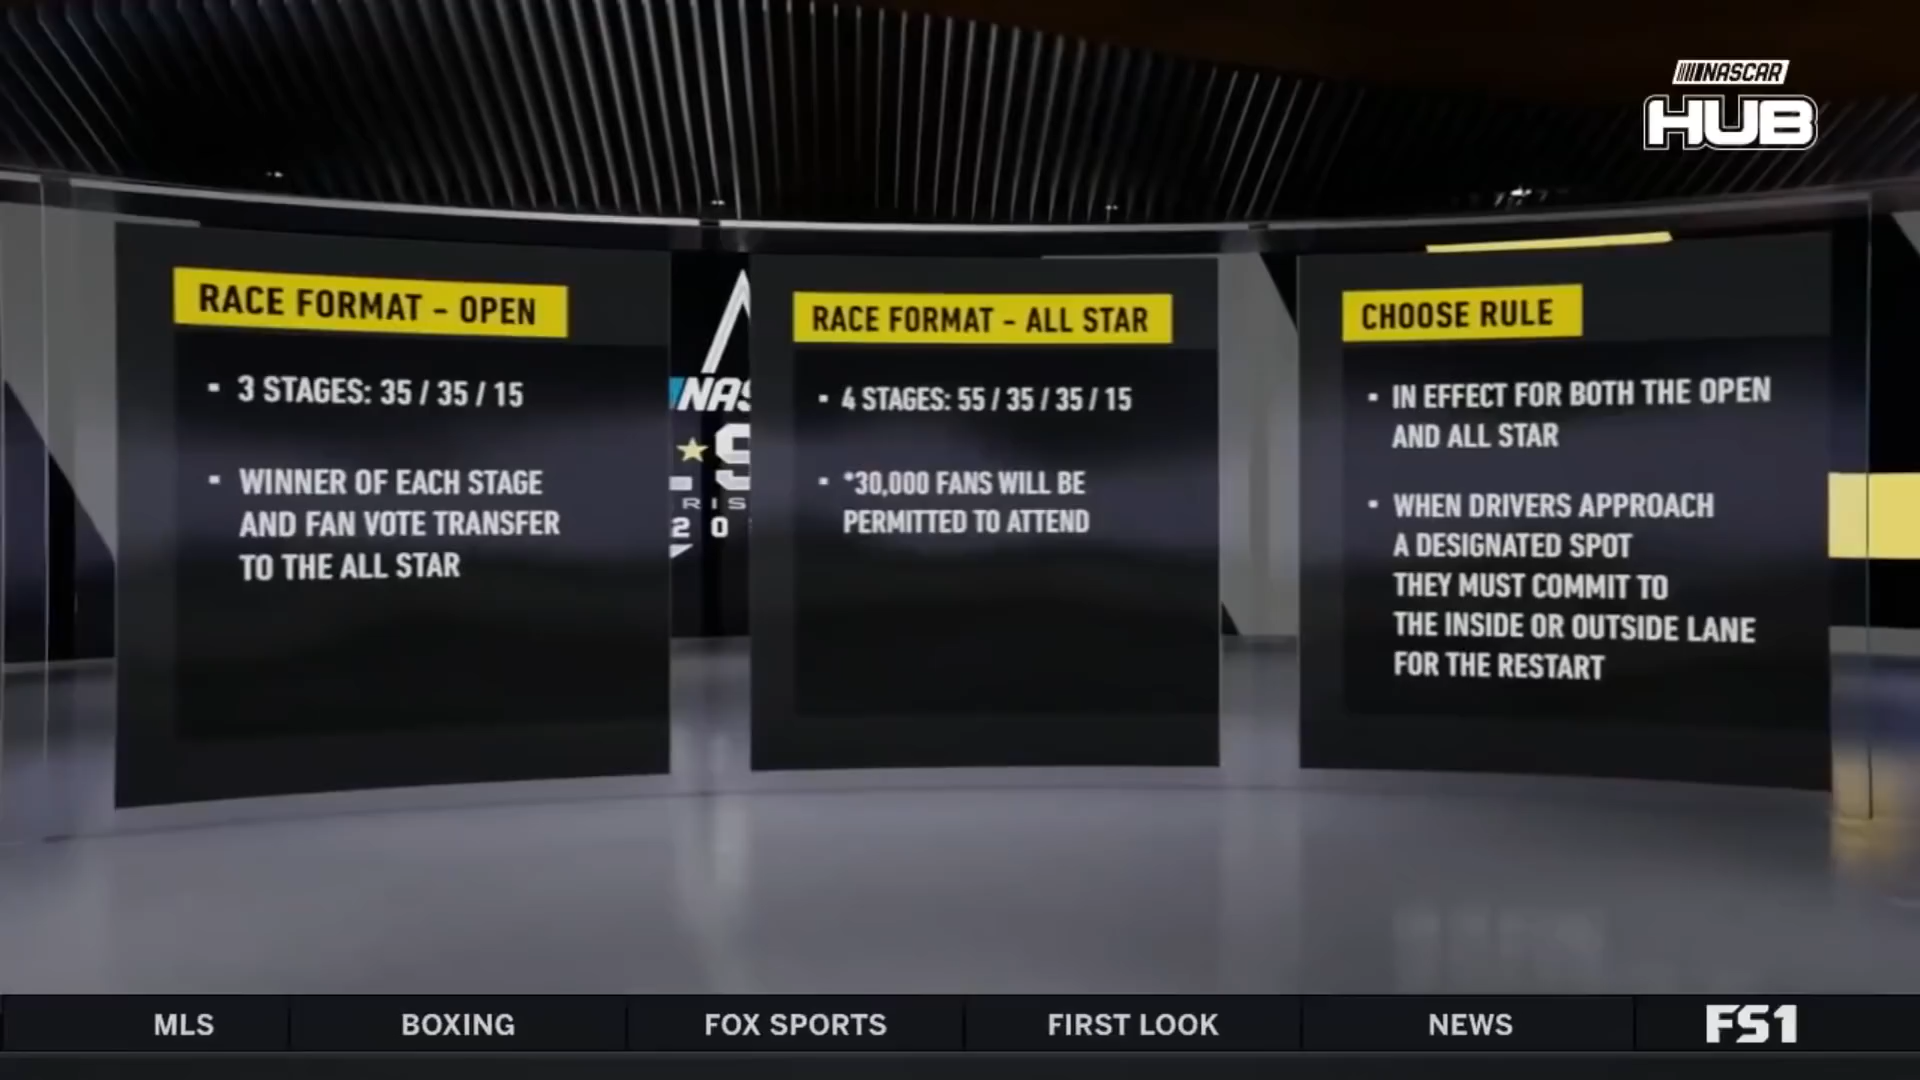 NASCAR
HUB
RACE FORMAT - OPEN
▪ 3 STAGES: 35 / 35 / 15
▪ WINNER OF EACH STAGE
AND FAN VOTE TRANSFER
TO THE ALL STAR
NAS
S
RIS
20
RACE FORMAT - ALL STAR
▪ 4 STAGES: 55 / 35 / 35 / 15
▪ *30,000 FANS WILL BE
PERMITTED TO ATTEND
CHOOSE RULE
▪ IN EFFECT FOR BOTH THE OPEN
AND ALL STAR
▪ WHEN DRIVERS APPROACH
A DESIGNATED SPOT
THEY MUST COMMIT TO
THE INSIDE OR OUTSIDE LANE
FOR THE RESTART
MLS BOXING FOX SPORTS FIRST LOOK NEWS FS1